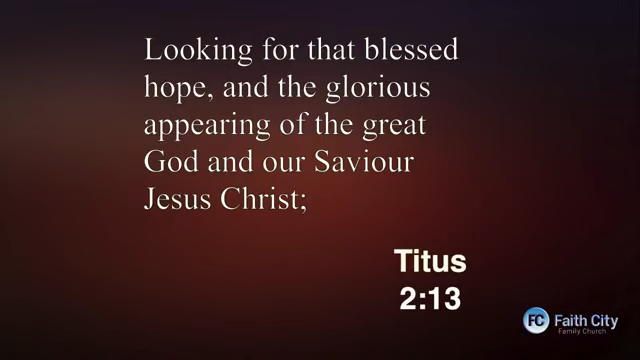 Looking for that blessed
hope, and the glorious
appearing of the great
God and our Saviour
Jesus Christ;
Titus
2:13
FC Faith City
Family Church